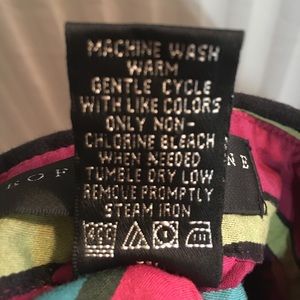 MACHINE WASH
WARM
GENTLE CYCLE
WITH LIKE COLORS
ONLY NON-
CHLORINE BLEACH
WHEN NEEDED
TUMBLE DRY LOW
REMOVE PROMPTLY
STEAM IRON